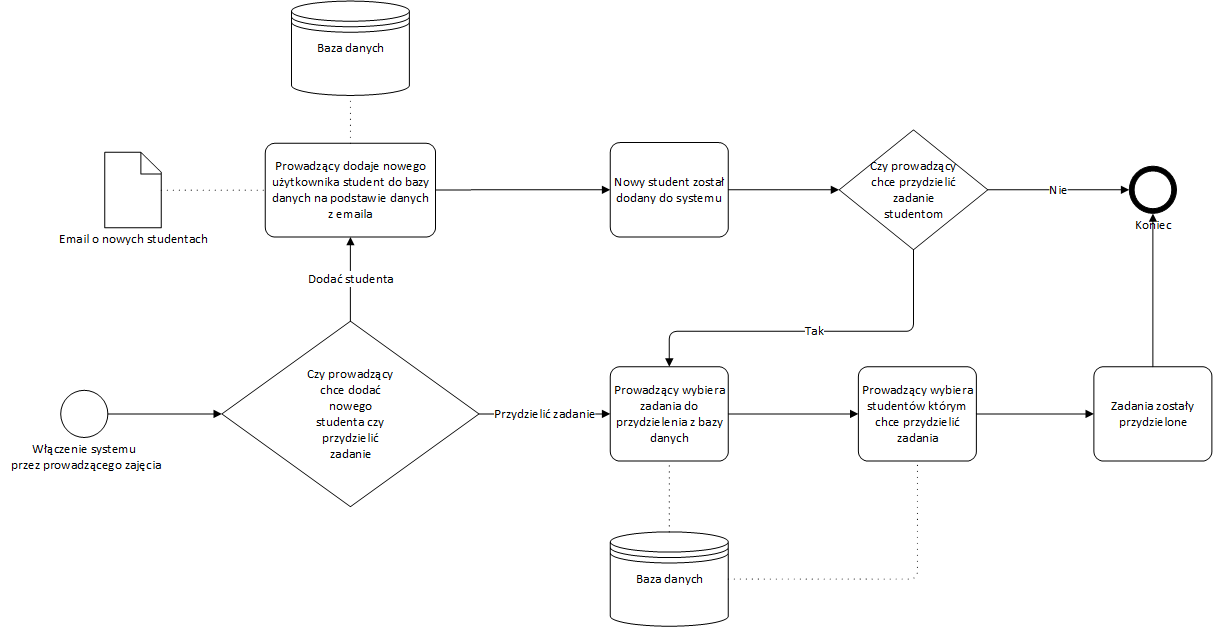 Baza danych
Prowadzący dodaje nowego
użytkownika student do bazy
danych na podstawie danych
z emaila
Email o nowych studentach
Nowy student został
dodany do systemu
Czy prowadzący
chce przydzielić
zadanie
studentom
Nie
Koniec
Dodać studenta
Tak
Włączenie systemu
przez prowadzącego zajęcia
Czy prowadzący
chce dodać
nowego
studenta czy
przydzielić
zadanie
Przydzielić zadanie
Prowadzący wybiera
zadania do
przydzielenia z bazy
danych
Prowadzący wybiera
studentów którym
chce przydzielić
zadania
Zadania zostały
przydzielone
Baza danych